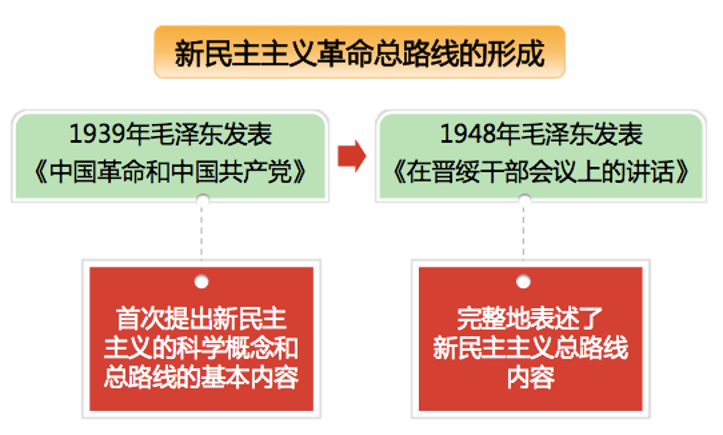 新民主主义革命总路线的形成
1939年毛泽东发表
《中国革命和中国共产党》
1948年毛泽东发表
《在晋绥干部会议上的讲话》
首次提出新民主
主义的科学概念和
总路线的基本内容
完整地表述了
新民主主义总路线
内容